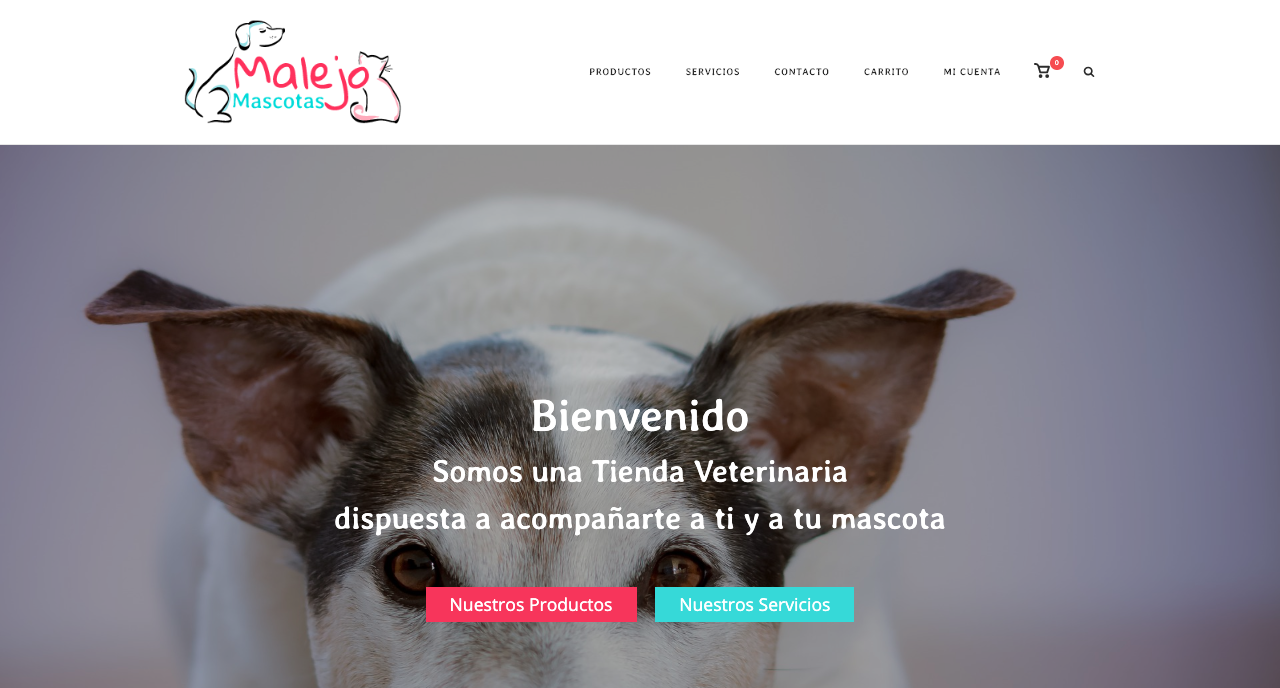 Malejo
Mascotas
PRODUCTOS
SERVICIOS
CONTACTO
CARRITO
MI CUENTA
0
Bienvenido
Somos una Tienda Veterinaria
dispuesta a acompañarte a ti y a tu mascota
Nuestros Productos
Nuestros Servicios